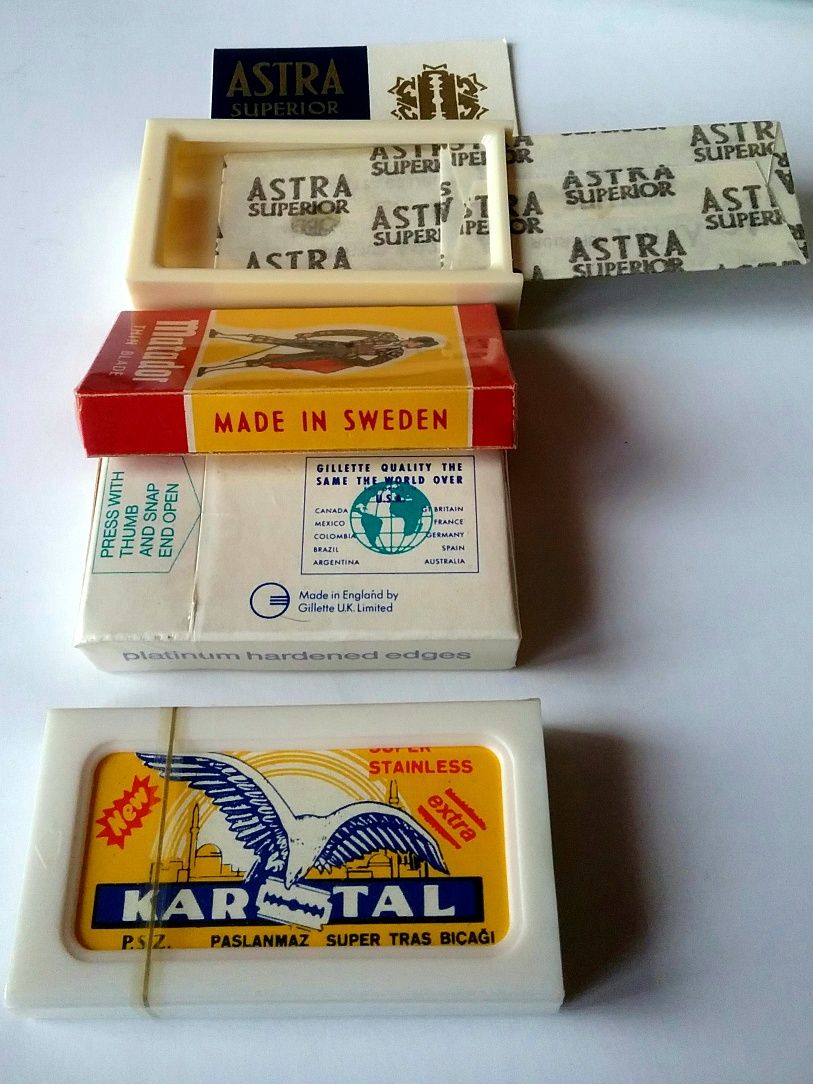 ASTRA
SUPERIOR
ASTRA
SUPERIOR
ASTRA
SUPERIOR
ASTRA
ASTRA
SUPERIOR
ASTRA
SUPERIOR
Matador
THIN BLADE
MADE IN SWEDEN
PRESS WITH
THUMB
AND SNAP
END OPEN
GILLETTE QUALITY THE
SAME THE WORLD OVER
U.S.A.
CANADA
BRITAIN
MEXICO
FRANCE
COLOMBIA
GERMANY
BRAZIL
SPAIN
ARGENTINA
AUSTRALIA
Made in England by
Gillette U.K. Limited
platinum hardened edges
SUPER
STAINLESS
New
extra
KARTAL
P.S.Z. PASLANMAZ SUPER TRAS BIÇAĞI